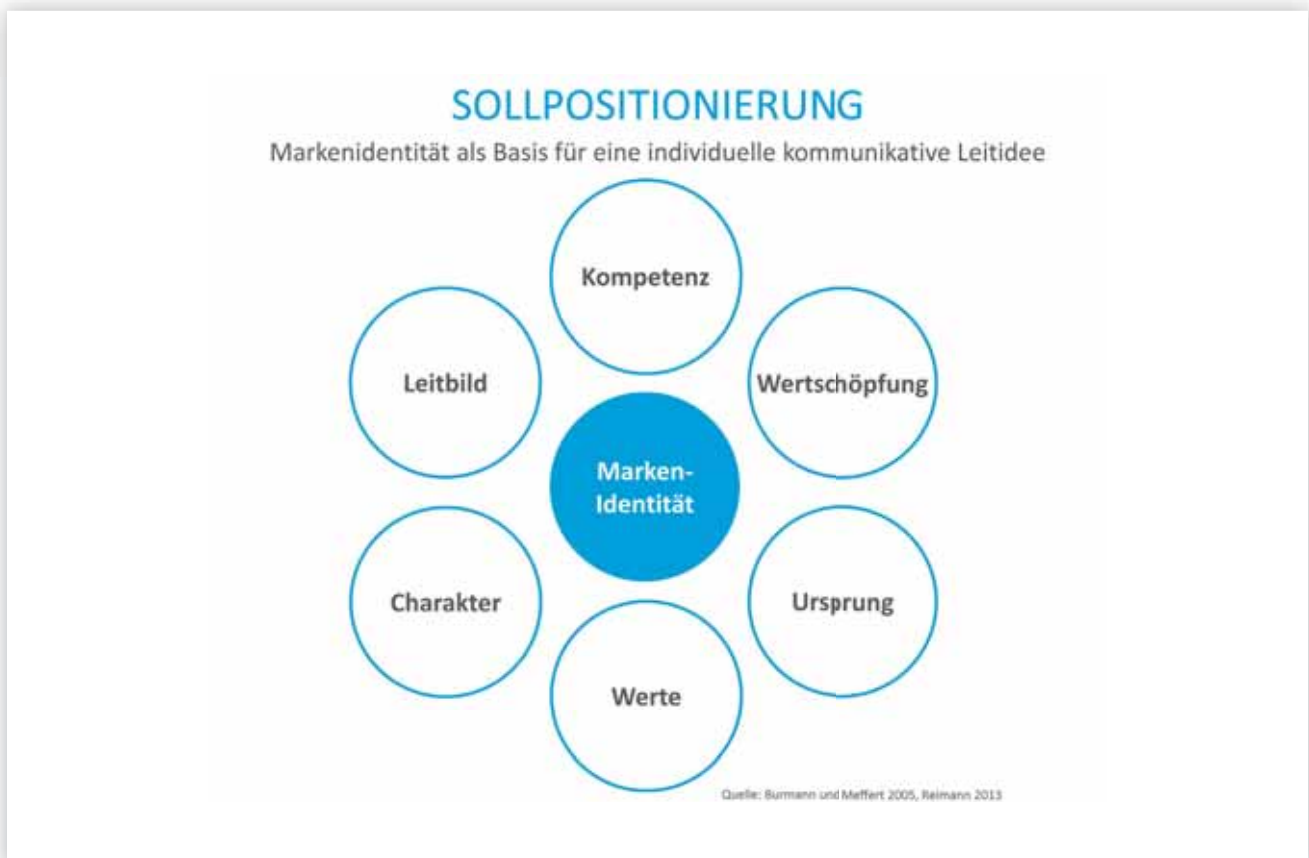 SOLLPOSITIONIERUNG
Markenidentität als Basis für eine individuelle kommunikative Leitidee
Kompetenz
Leitbild
Wertschöpfung
Marken-
Identität
Charakter
Ursprung
Werte
Quelle: Burmann und Meffert 2005, Reimann 2013